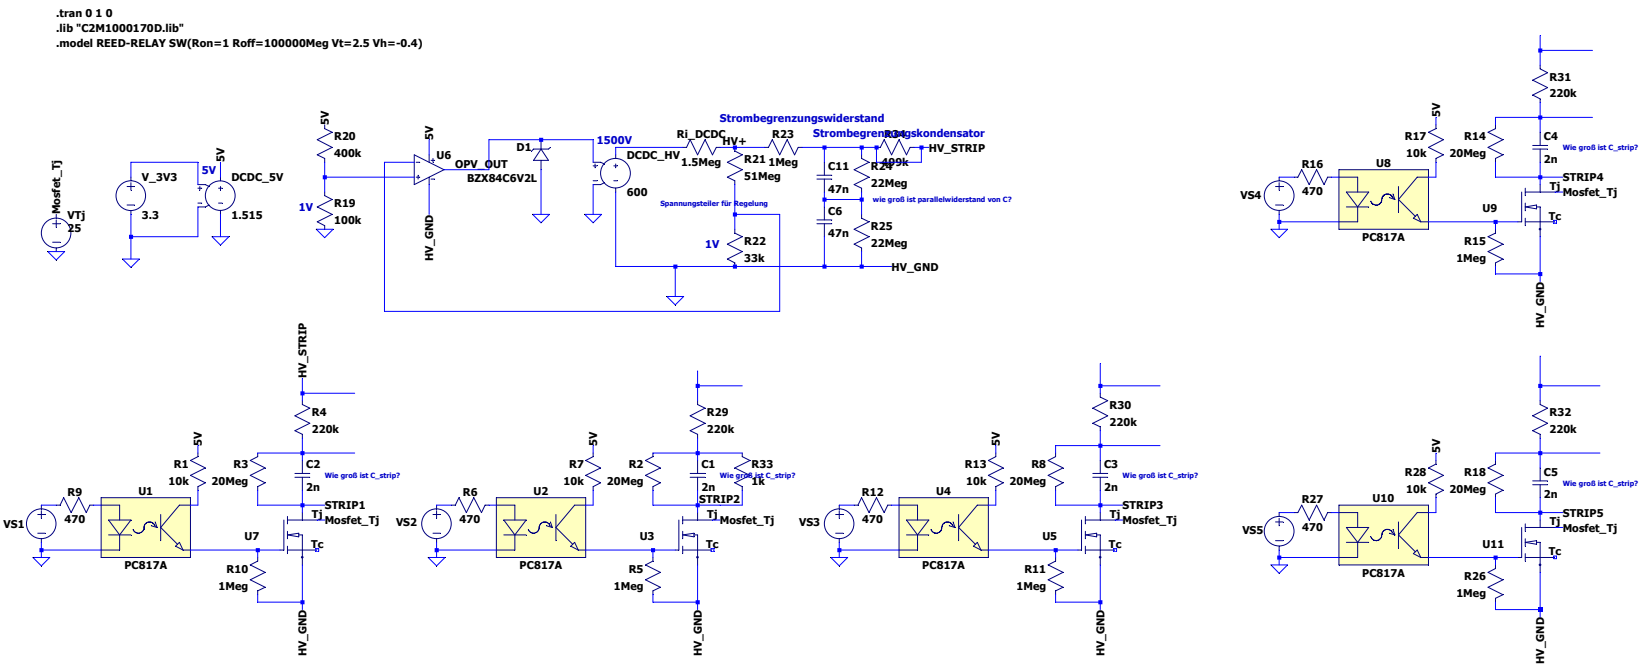 .tran 0 1 0
.lib "C2M1000170D.lib"
.model REED-RELAY SW(Ron=1 Roff=100000Meg Vt=2.5 Vh=-0.4)
Mosfet_Tj
VTj
25
V_3V3
3.3
5V
5V
DCDC_5V
1.515
5V
R20
400k
1V
R19
100k
5V
U6
OPV_OUT
HV_GND
D1
BZX84C6V2L
1500V
DCDC_HV
600
Strombegrenzungswiderstand
Ri_DCDC
1.5Meg
HV+
R21
51Meg
Spannungsteiler für Regelung
1V
R22
33k
R23
1Meg
Strombegrenzungskondensator
C11
47n
C6
47n
R34
499k
HV_STRIP
R24
22Meg
wie groß ist parallelwiderstand von C?
R25
22Meg
HV_GND
VS4
R16
470
U8
PC817A
5V
R17
10k
R14
20Meg
R31
220k
C4
2n
Wie groß ist C_strip?
STRIP4
Tj
Mosfet_Tj
U9
Tc
R15
1Meg
HV_GND
VS1
R9
470
U1
PC817A
5V
R1
10k
R3
20Meg
HV_STRIP
R4
220k
C2
2n
Wie groß ist C_strip?
STRIP1
Tj
Mosfet_Tj
U7
Tc
R10
1Meg
HV_GND
VS2
R6
470
U2
PC817A
5V
R7
10k
R2
20Meg
R29
220k
C1
2n
Wie groß ist C_strip?
R33
1k
STRIP2
Tj
Mosfet_Tj
U3
Tc
R5
1Meg
HV_GND
VS3
R12
470
U4
PC817A
5V
R13
10k
R8
20Meg
R30
220k
C3
2n
Wie groß ist C_strip?
STRIP3
Tj
Mosfet_Tj
U5
Tc
R11
1Meg
HV_GND
VS5
R27
470
U10
PC817A
5V
R28
10k
R18
20Meg
R32
220k
C5
2n
Wie groß ist C_strip?
STRIP5
Tj
Mosfet_Tj
U11
Tc
R26
1Meg
HV_GND